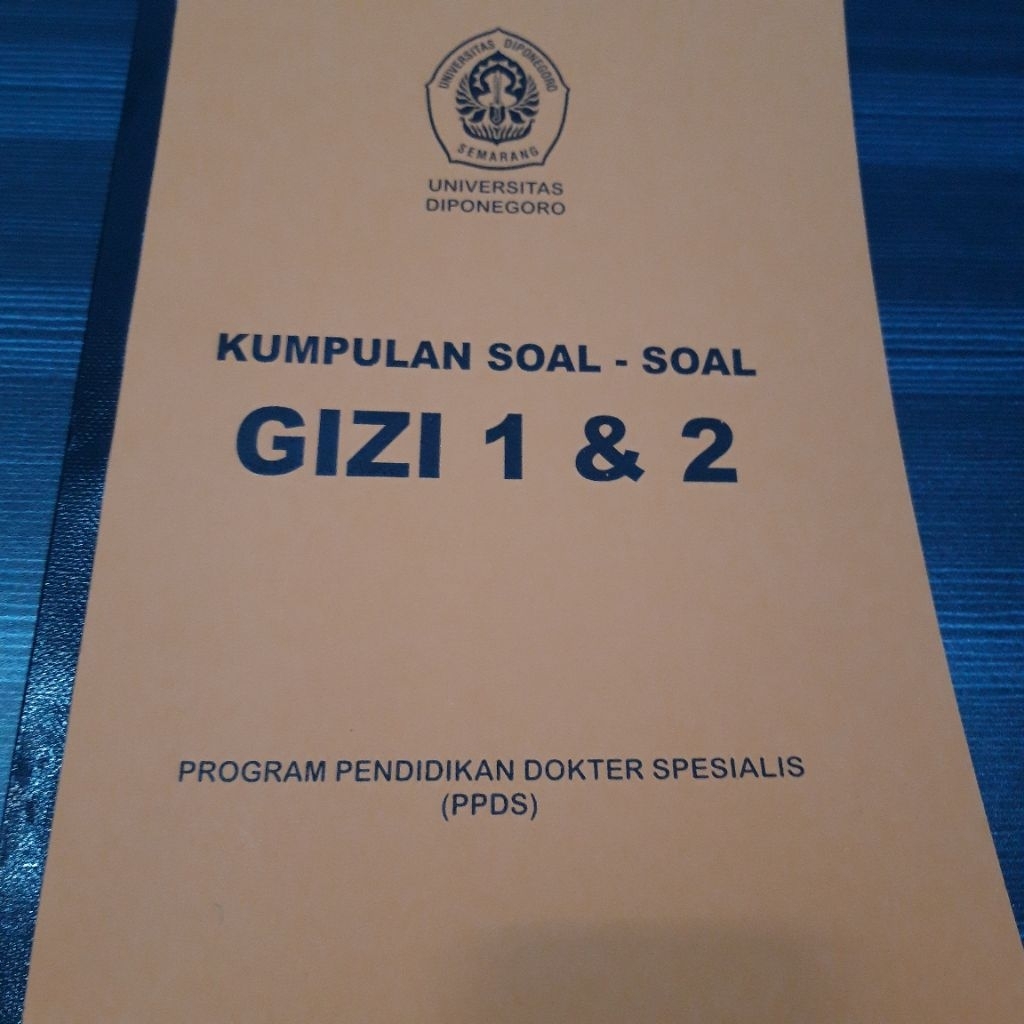 UNIVERSITAS DIPONEGORO
SEMARANG
UNIVERSITAS
DIPONEGORO
KUMPULAN SOAL - SOAL
GIZI 1 & 2
PROGRAM PENDIDIKAN DOKTER SPESIALIS
(PPDS)